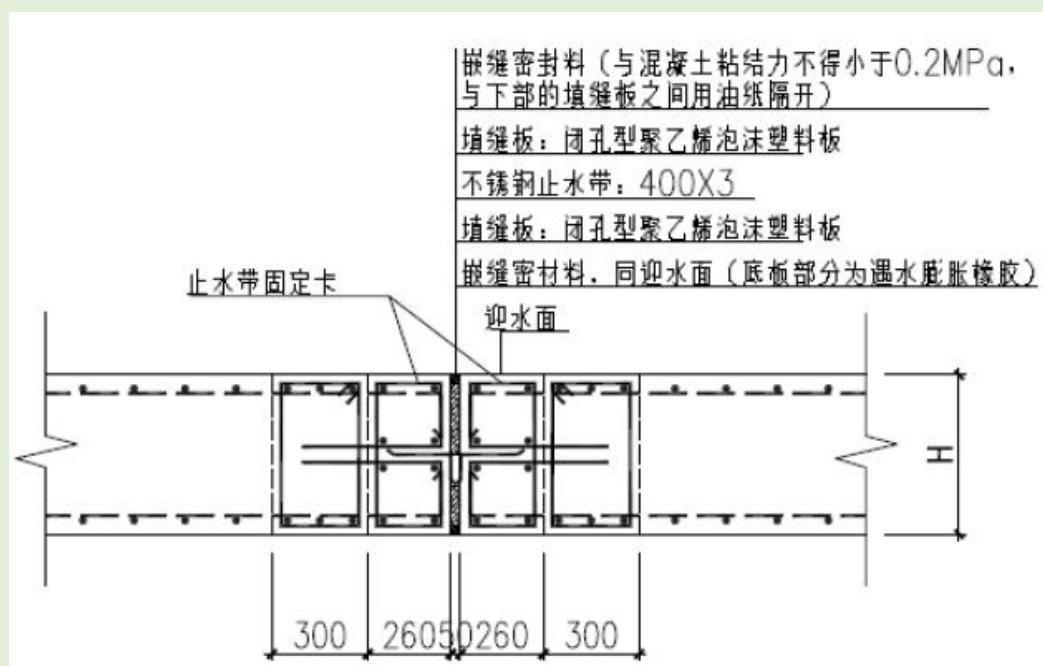 嵌缝密封料（与混凝土粘结力不得小于0.2MPa，
与下部的填缝板之间用油纸隔开）
填缝板：闭孔型聚乙烯泡沫塑料板
不锈钢止水带：400X3
填缝板：闭孔型聚乙烯泡沫塑料板
嵌缝密材料．同迎水面（底板部分为遇水膨胀橡胶）
止水带固定卡
迎水面
H
300 260 50 260 300